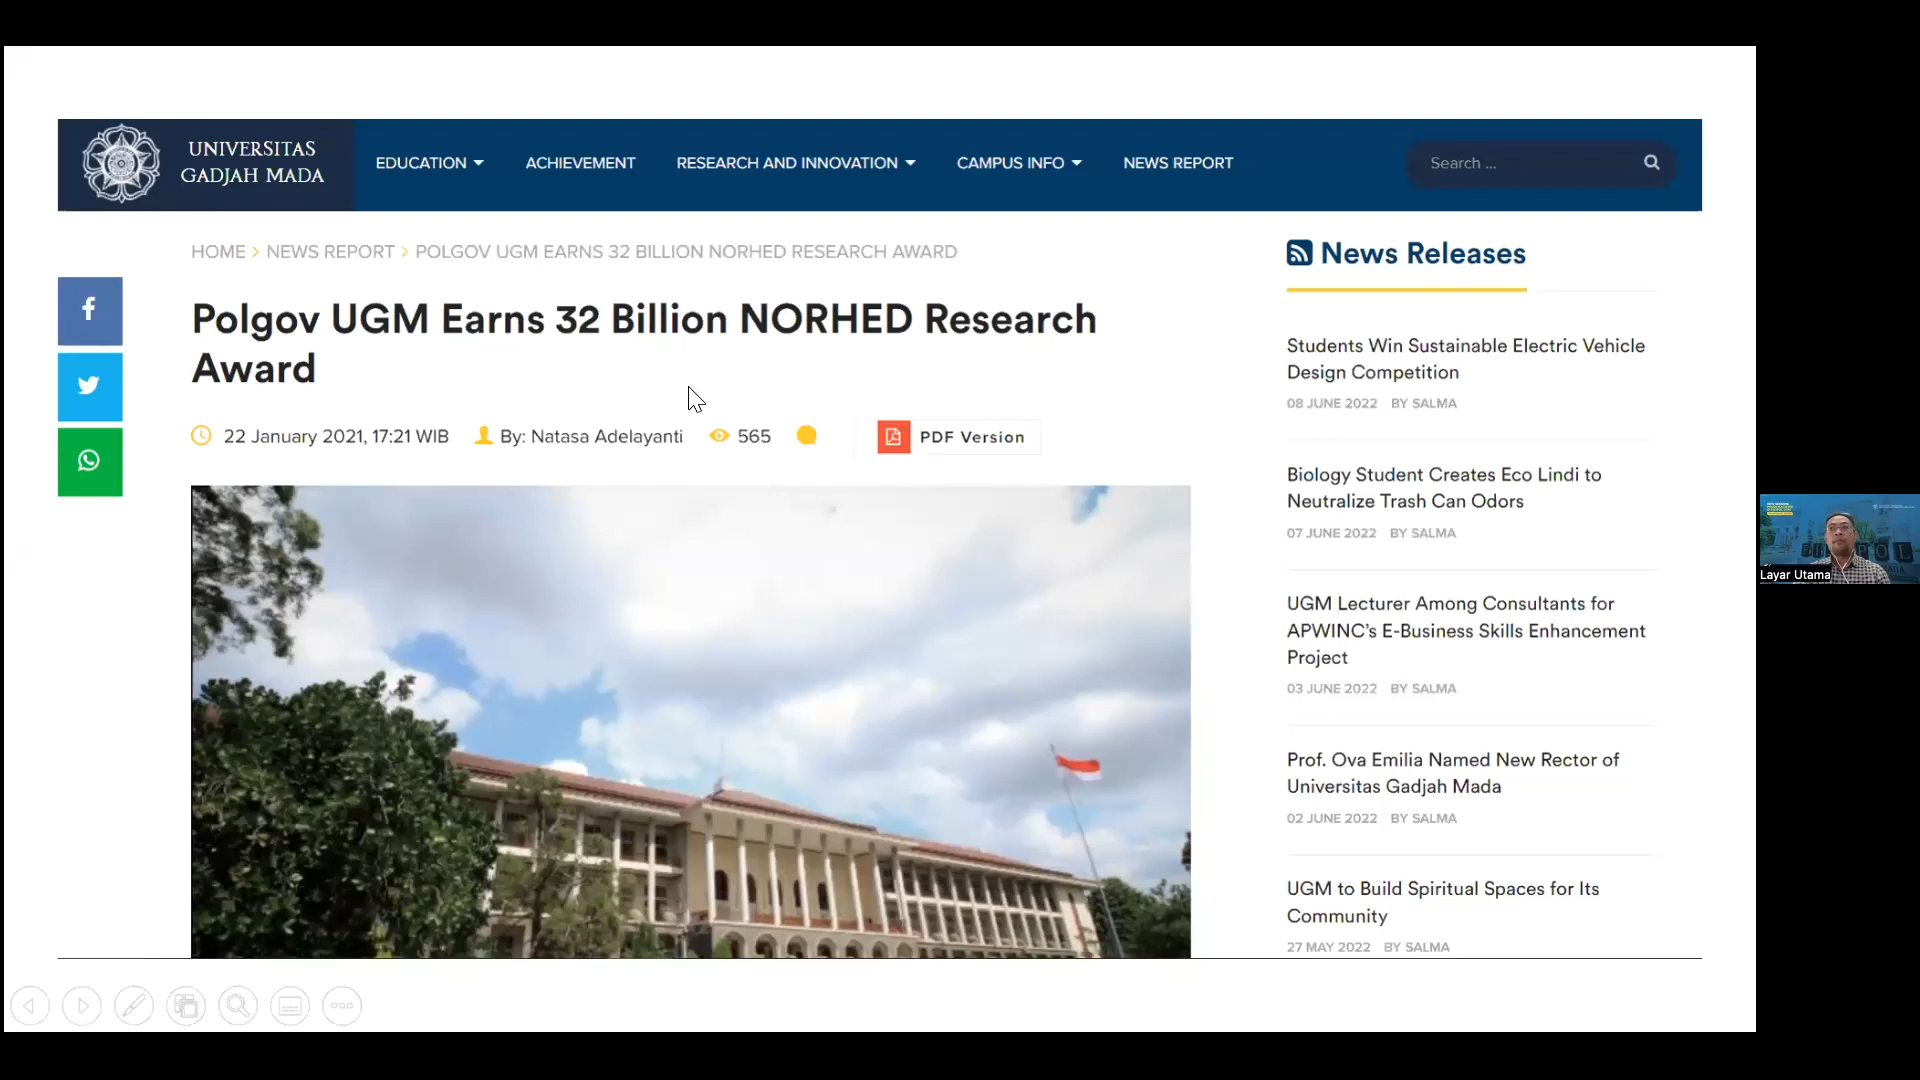 UNIVERSITAS
GADJAH MADA
EDUCATION
ACHIEVEMENT
RESEARCH AND INNOVATION
CAMPUS INFO
NEWS REPORT
Search ...
HOME > NEWS REPORT > POLGOV UGM EARNS 32 BILLION NORHED RESEARCH AWARD
Polgov UGM Earns 32 Billion NORHED Research
Award
22 January 2021, 17:21 WIB
By: Natasa Adelayanti
565
PDF Version
News Releases
Students Win Sustainable Electric Vehicle
Design Competition
08 JUNE 2022 BY SALMA
Biology Student Creates Eco Lindi to
Neutralize Trash Can Odors
07 JUNE 2022 BY SALMA
UGM Lecturer Among Consultants for
APWINC's E-Business Skills Enhancement
Project
03 JUNE 2022 BY SALMA
Prof. Ova Emilia Named New Rector of
Universitas Gadjah Mada
02 JUNE 2022 BY SALMA
UGM to Build Spiritual Spaces for Its
Community
27 MAY 2022 BY SALMA
Layar Utama